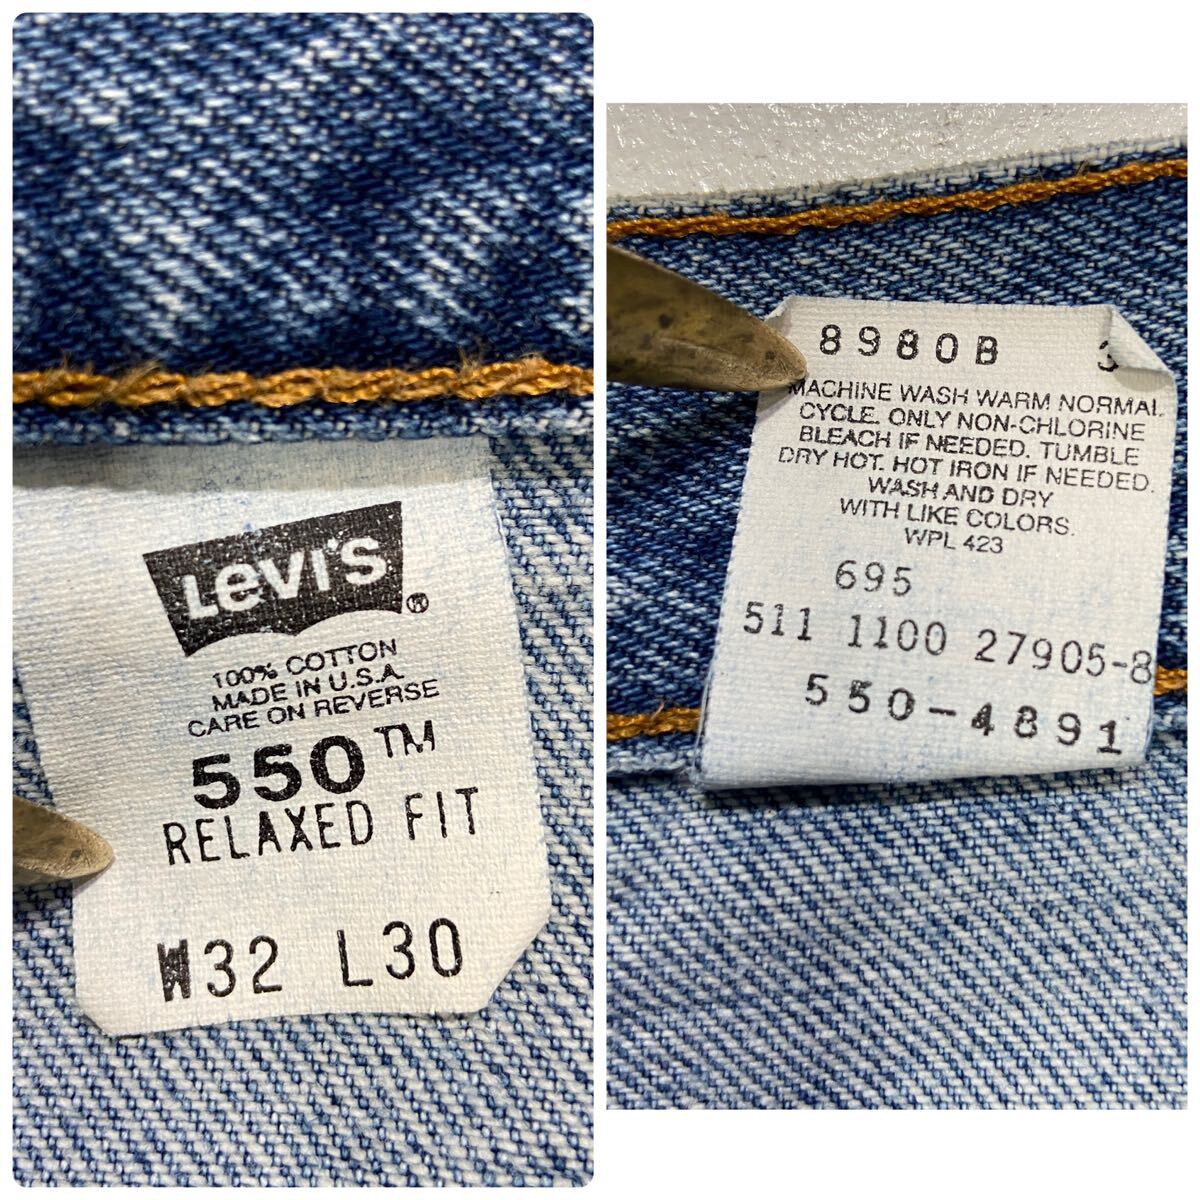 LEVI'S ®
100% COTTON
MADE IN U.S.A.
CARE ON REVERSE
550™
RELAXED FIT
W32 L30
8980B 3
MACHINE WASH WARM NORMAL
CYCLE. ONLY NON-CHLORINE
BLEACH IF NEEDED. TUMBLE
DRY HOT. HOT IRON IF NEEDED.
WASH AND DRY
WITH LIKE COLORS.
WPL 423
695
511 1100 27905-8
550-4891